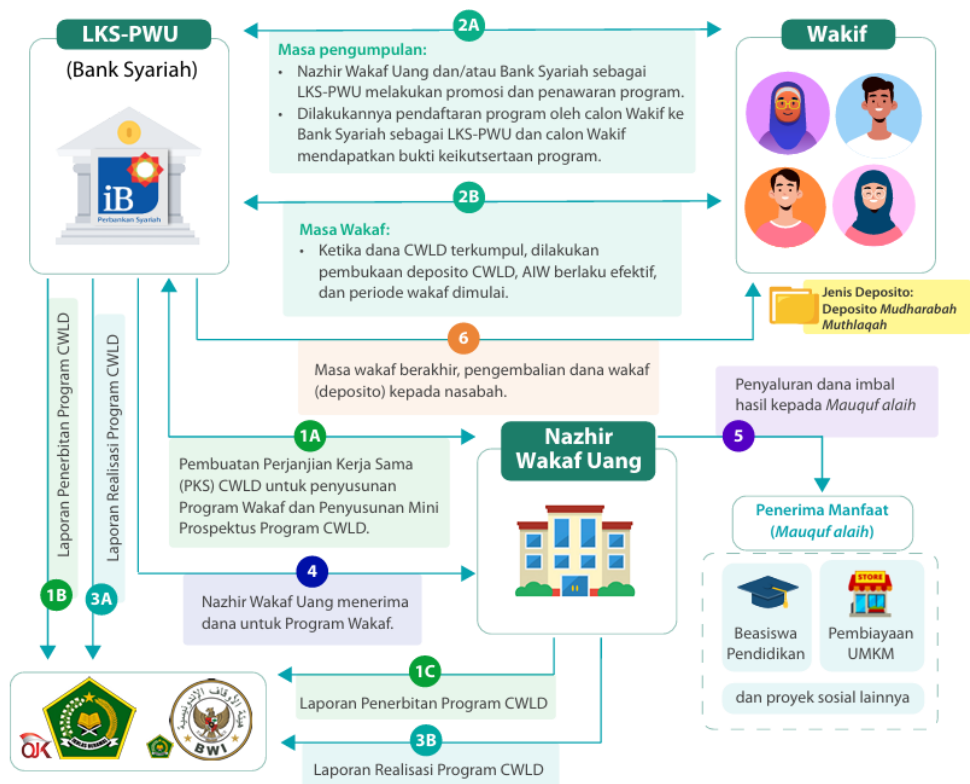 LKS-PWU
(Bank Syariah)
iB
Perbankan Syariah
2A
Masa pengumpulan:
• Nazhir Wakaf Uang dan/atau Bank Syariah sebagai
LKS-PWU melakukan promosi dan penawaran program.
• Dilakukannya pendaftaran program oleh calon Wakif ke
Bank Syariah sebagai LKS-PWU dan calon Wakif
mendapatkan bukti keikutsertaan program.
2B
Masa Wakaf:
• Ketika dana CWLD terkumpul, dilakukan
pembukaan deposito CWLD, AIW berlaku efektif,
dan periode wakaf dimulai.
Wakif
Jenis Deposito:
Deposito Mudharabah
Muthlaqah
6
Masa wakaf berakhir, pengembalian dana wakaf
(deposito) kepada nasabah.
Laporan Penerbitan Program CWLD
1B
Laporan Realisasi Program CWLD
3A
1A
Pembuatan Perjanjian Kerja Sama
(PKS) CWLD untuk penyusunan
Program Wakaf dan Penyusunan Mini
Prospektus Program CWLD.
Nazhir
Wakaf Uang
5
Penyaluran dana imbal
hasil kepada Mauquf alaih
4
Nazhir Wakaf Uang menerima
dana untuk Program Wakaf.
Penerima Manfaat
(Mauquf alaih)
Beasiswa
Pendidikan
STORE
Pembiayaan
UMKM
dan proyek sosial lainnya
1C
Laporan Penerbitan Program CWLD
3B
Laporan Realisasi Program CWLD
OJK
IKHLAS BERAMAL
BWI